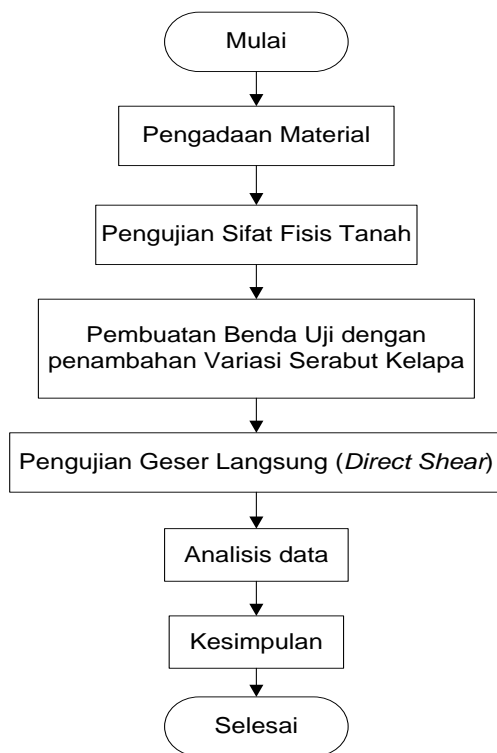 Mulai
Pengadaan Material
Pengujian Sifat Fisis Tanah
Pembuatan Benda Uji dengan
penambahan Variasi Serabut Kelapa
Pengujian Geser Langsung (Direct Shear)
Analisis data
Kesimpulan
Selesai